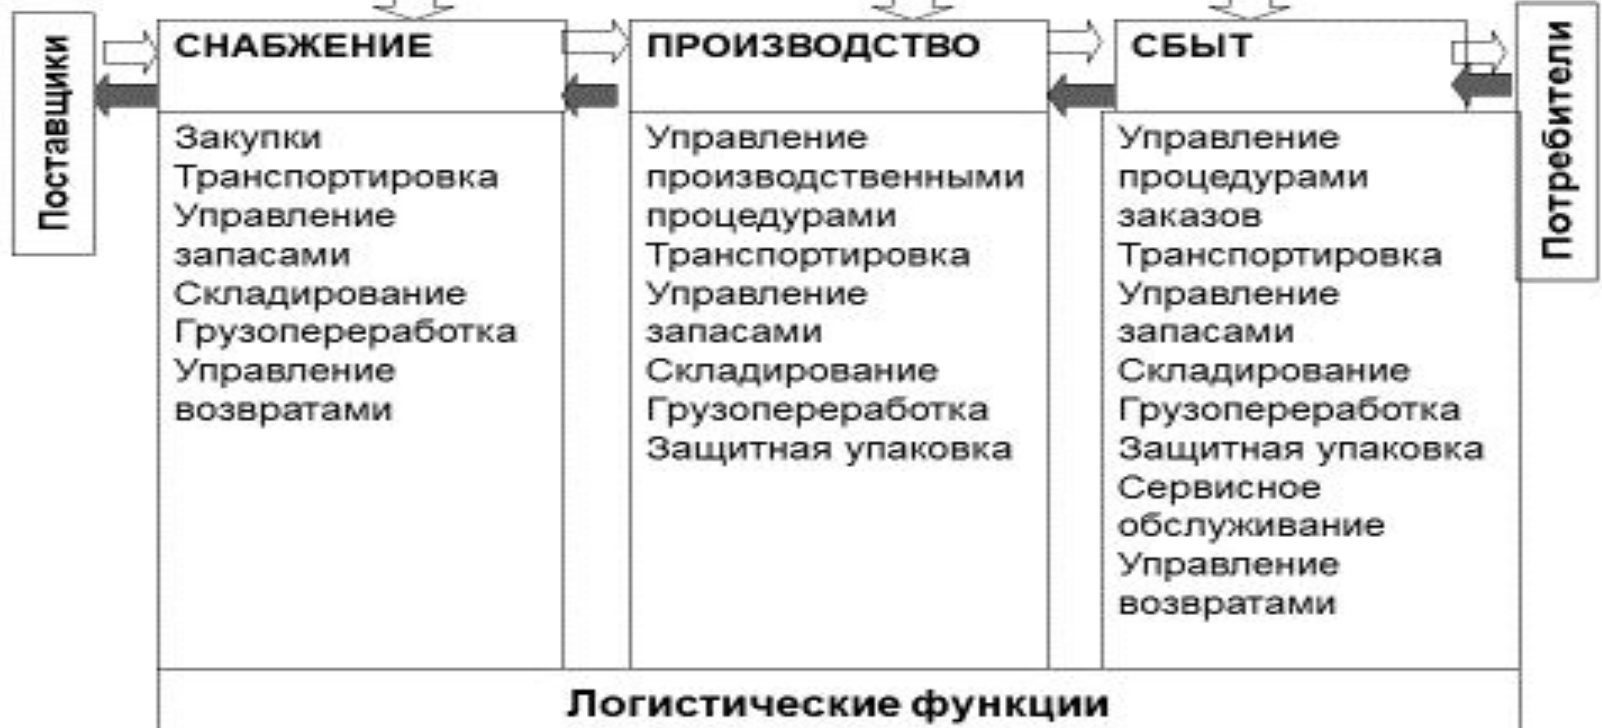 Поставщики
СНАБЖЕНИЕ
Закупки
Транспортировка
Управление
запасами
Складирование
Грузопереработка
Управление
возвратами
ПРОИЗВОДСТВО
Управление
производственными
процедурами
Транспортировка
Управление
запасами
Складирование
Грузопереработка
Защитная упаковка
СБЫТ
Управление
процедурами
заказов
Транспортировка
Управление
запасами
Складирование
Грузопереработка
Защитная упаковка
Сервисное
обслуживание
Управление
возвратами
Потребители
Логистические функции